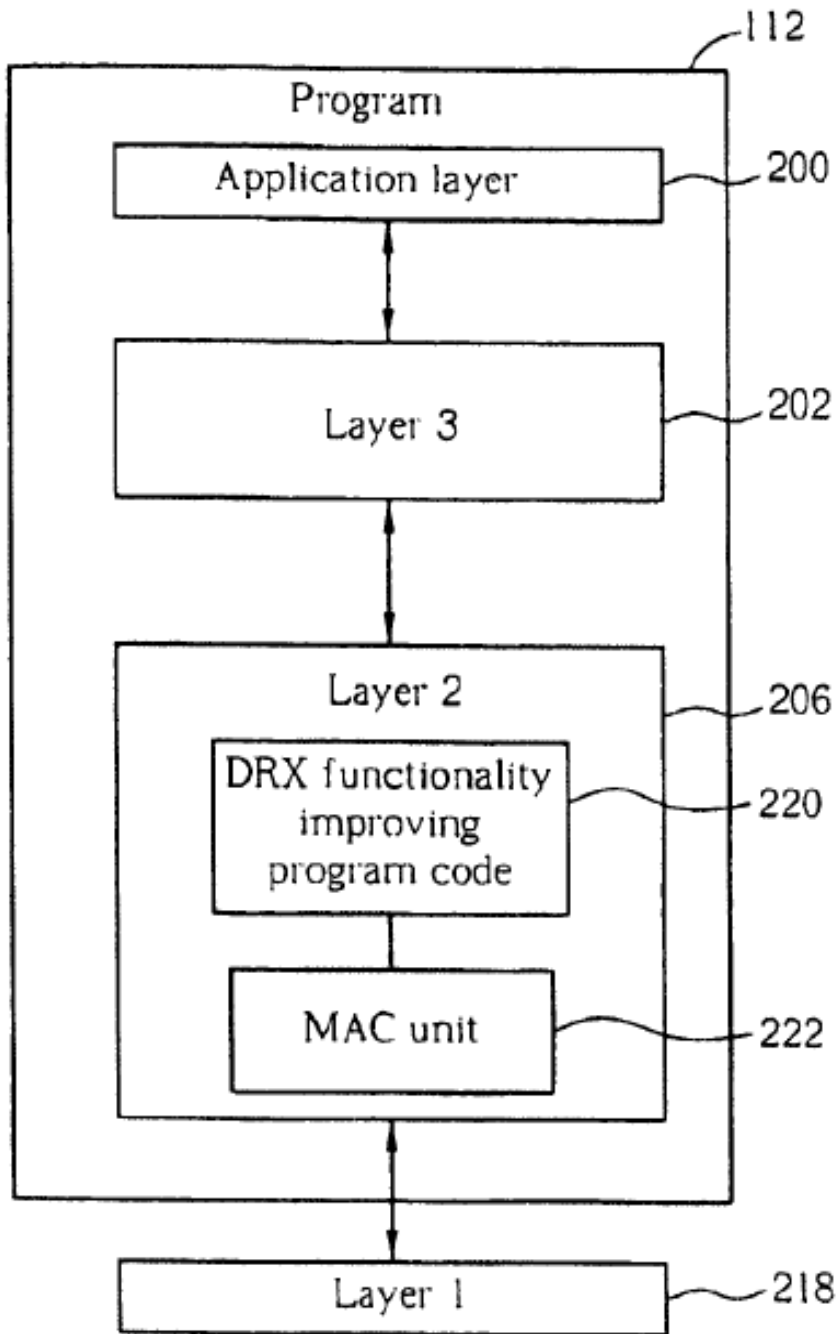 112
Program
Application layer
200
Layer 3
202
Layer 2
206
DRX functionality
improving
program code
220
MAC unit
222
Layer 1
218